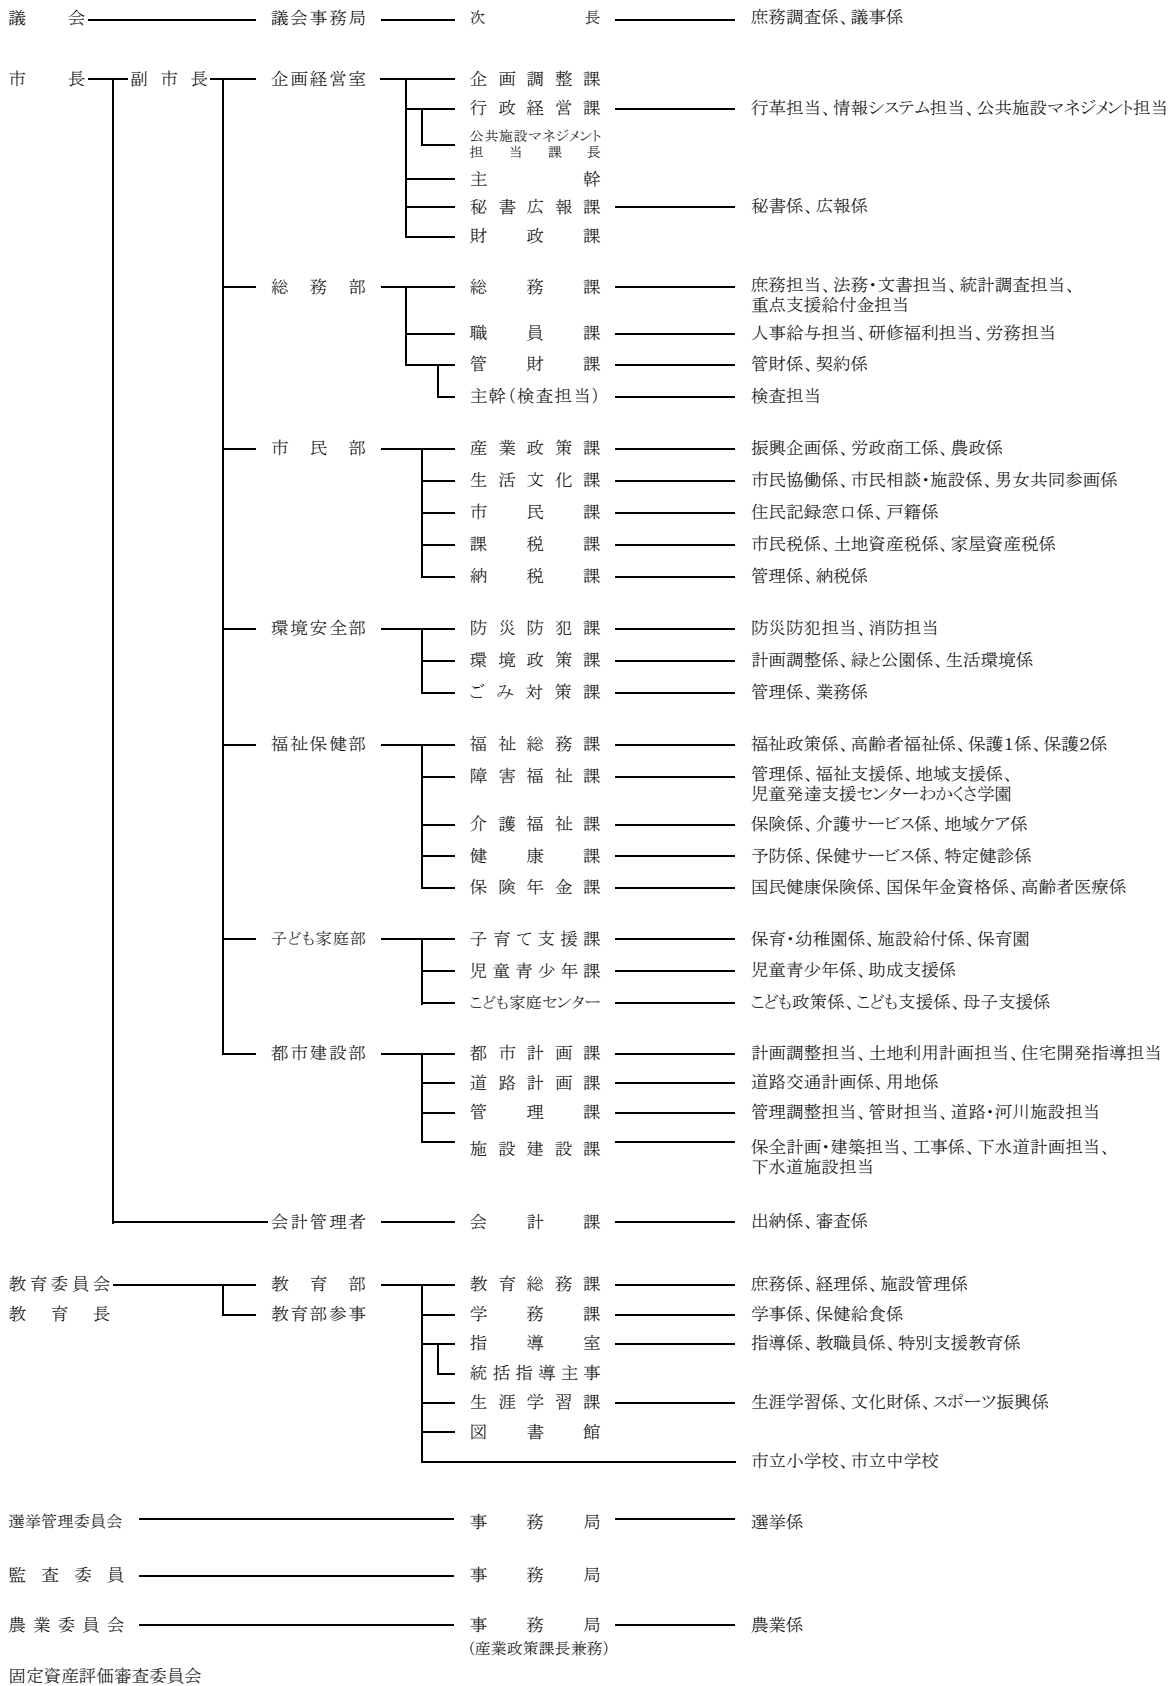 議会 議会事務局 次長 庶務調査係、議事係
市長 副市長 企画経営室 企画調整課
行政経営課 行革担当、情報システム担当、公共施設マネジメント担当
公共施設マネジメント
担当課長
主幹
秘書広報課 秘書係、広報係
財政課
総務部 総務課 庶務担当、法務・文書担当、統計調査担当、
重点支援給付金担当
職員課 人事給与担当、研修福利担当、労務担当
管財課 管財係、契約係
主幹(検査担当) 検査担当
市民部 産業政策課 振興企画係、労政商工係、農政係
生活文化課 市民協働係、市民相談・施設係、男女共同参画係
市民課 住民記録窓口係、戸籍係
課税課 市民税係、土地資産税係、家屋資産税係
納税課 管理係、納税係
環境安全部 防災防犯課 防災防犯担当、消防担当
環境政策課 計画調整係、緑と公園係、生活環境係
ごみ対策課 管理係、業務係
福祉保健部 福祉総務課 福祉政策係、高齢者福祉係、保護1係、保護2係
障害福祉課 管理係、福祉支援係、地域支援係、
児童発達支援センターわかくさ学園
介護福祉課 保険係、介護サービス係、地域ケア係
健康課 予防係、保健サービス係、特定健診係
保険年金課 国民健康保険係、国保年金資格係、高齢者医療係
子ども家庭部 子育て支援課 保育・幼稚園係、施設給付係、保育園
児童青少年課 児童青少年係、助成支援係
こども家庭センター こども政策係、こども支援係、母子支援係
都市建設部 都市計画課 計画調整担当、土地利用計画担当、住宅開発指導担当
道路計画課 道路交通計画係、用地係
管理課 管理調整担当、管財担当、道路・河川施設担当
施設建設課 保全計画・建築担当、工事係、下水道計画担当、
下水道施設担当
会計管理者 会計課 出納係、審査係
教育委員会 教育部 教育総務課 庶務係、経理係、施設管理係
教育長 教育部参事 学務課 学事係、保健給食係
指導室 指導係、教職員係、特別支援教育係
統括指導主事
生涯学習課 生涯学習係、文化財係、スポーツ振興係
図書館
市立小学校、市立中学校
選挙管理委員会 事務局 選挙係
監査委員 事務局
農業委員会 事務局 農業係
(産業政策課長兼務)
固定資産評価審査委員会